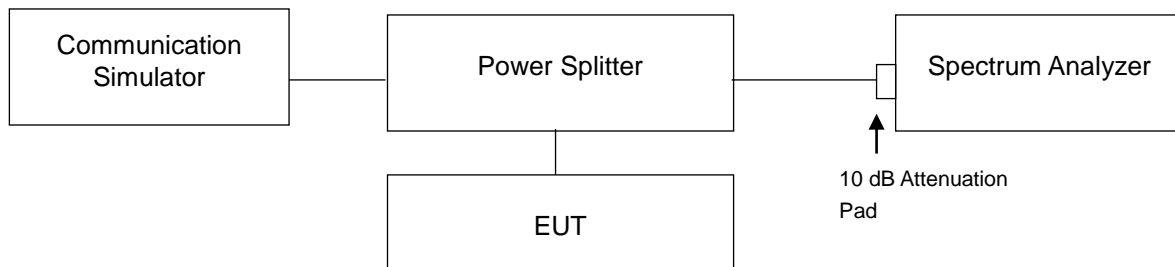 Communication
Simulator
Power Splitter
Spectrum Analyzer
10 dB Attenuation
Pad
EUT